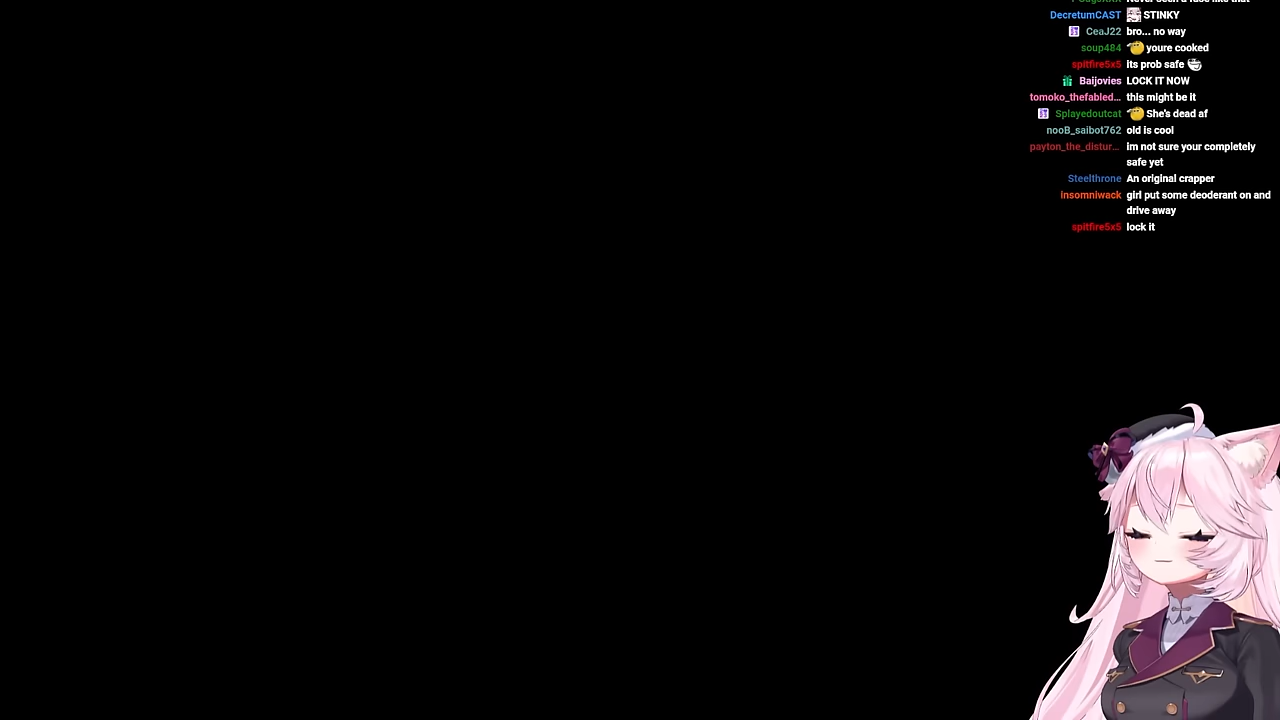 DecretumCAST STINKY
CeaJ22 bro... no way
soup484 youre cooked
spitfire5x5 its prob safe
Baijovies LOCK IT NOW
tomoko_thefabled... this might be it
Splayedoutcat She's dead af
nooB_saibot762 old is cool
payton_the_distur... im not sure your completely
safe yet
Steelthrone An original crapper
insomniwack girl put some deoderant on and
drive away
spitfire5x5 lock it